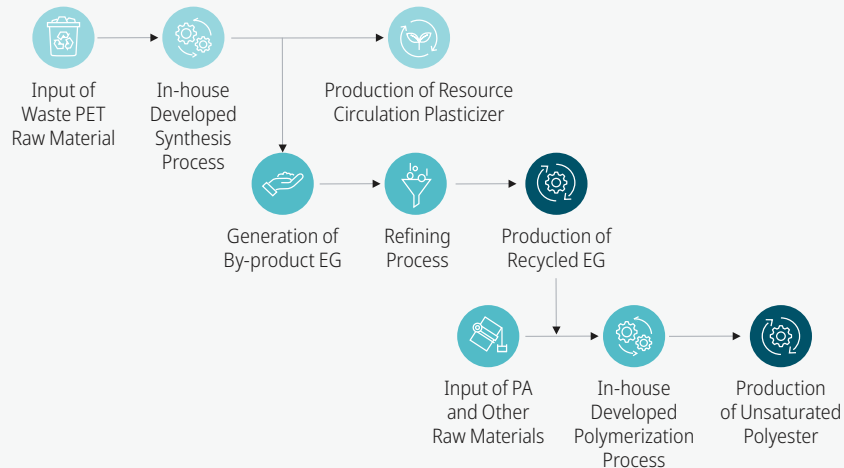 Input of
Waste PET
Raw Material
In-house
Developed
Synthesis
Process
Production of Resource
Circulation Plasticizer
Generation of
By-product EG
Refining
Process
Production of
Recycled EG
Input of PA
and Other
Raw Materials
In-house
Developed
Polymerization
Process
Production
of Unsaturated
Polyester